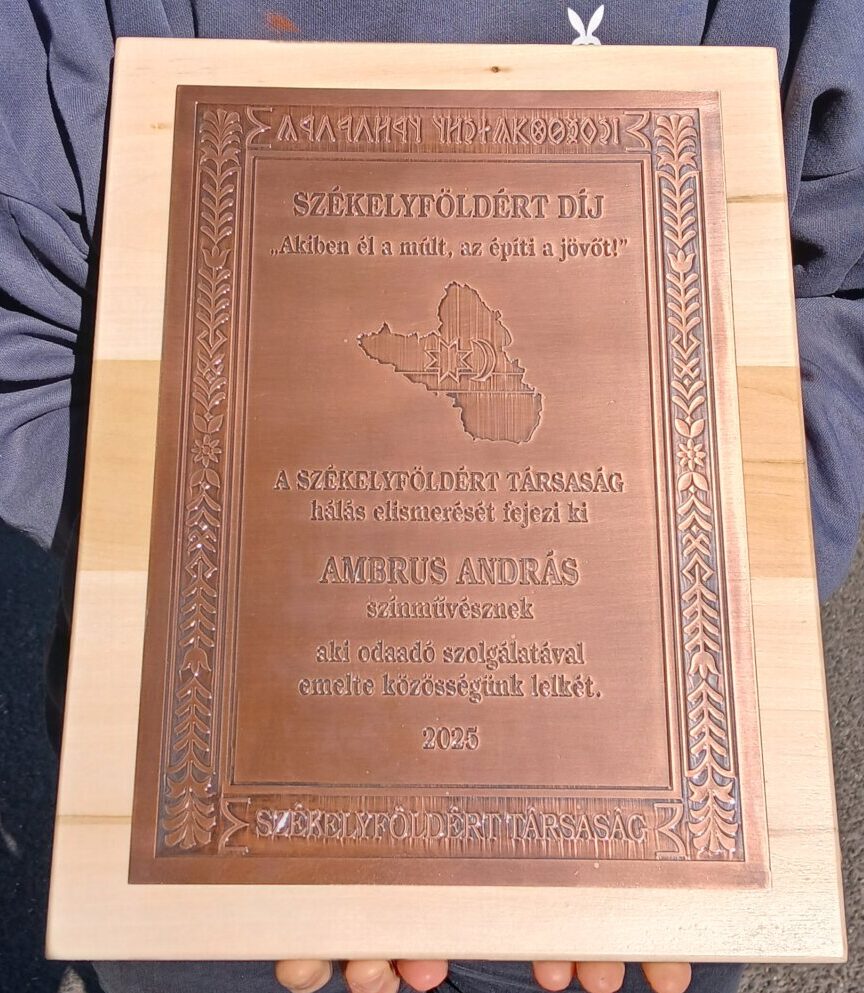 SZÉKELYFÖLDÉRT DÍJ
„Akiben él a múlt, az építi a jövőt!”
A SZÉKELYFÖLDÉRT TÁRSASÁG
hálás elismerését fejezi ki
AMBRUS ANDRÁS
színművésznek
aki odaadó szolgálatával
emelte közösségünk lelkét.
2025
SZÉKELYFÖLDÉRT TÁRSASÁG